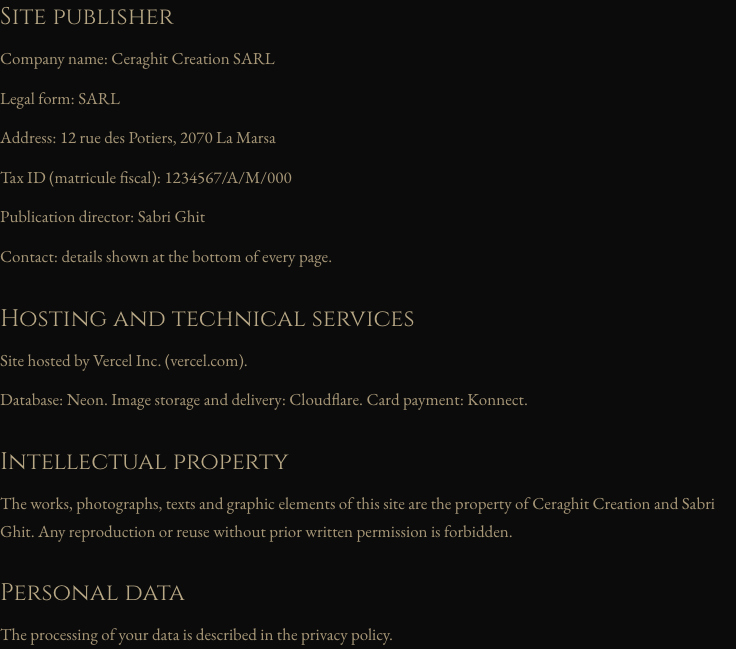 Site publisher
Company name: Ceraghit Creation SARL
Legal form: SARL
Address: 12 rue des Potiers, 2070 La Marsa
Tax ID (matricule fiscal): 1234567/A/M/000
Publication director: Sabri Ghit
Contact: details shown at the bottom of every page.
Hosting and technical services
Site hosted by Vercel Inc. (vercel.com).
Database: Neon. Image storage and delivery: Cloudflare. Card payment: Konnect.
Intellectual property
The works, photographs, texts and graphic elements of this site are the property of Ceraghit Creation and Sabri
Ghit. Any reproduction or reuse without prior written permission is forbidden.
Personal data
The processing of your data is described in the privacy policy.